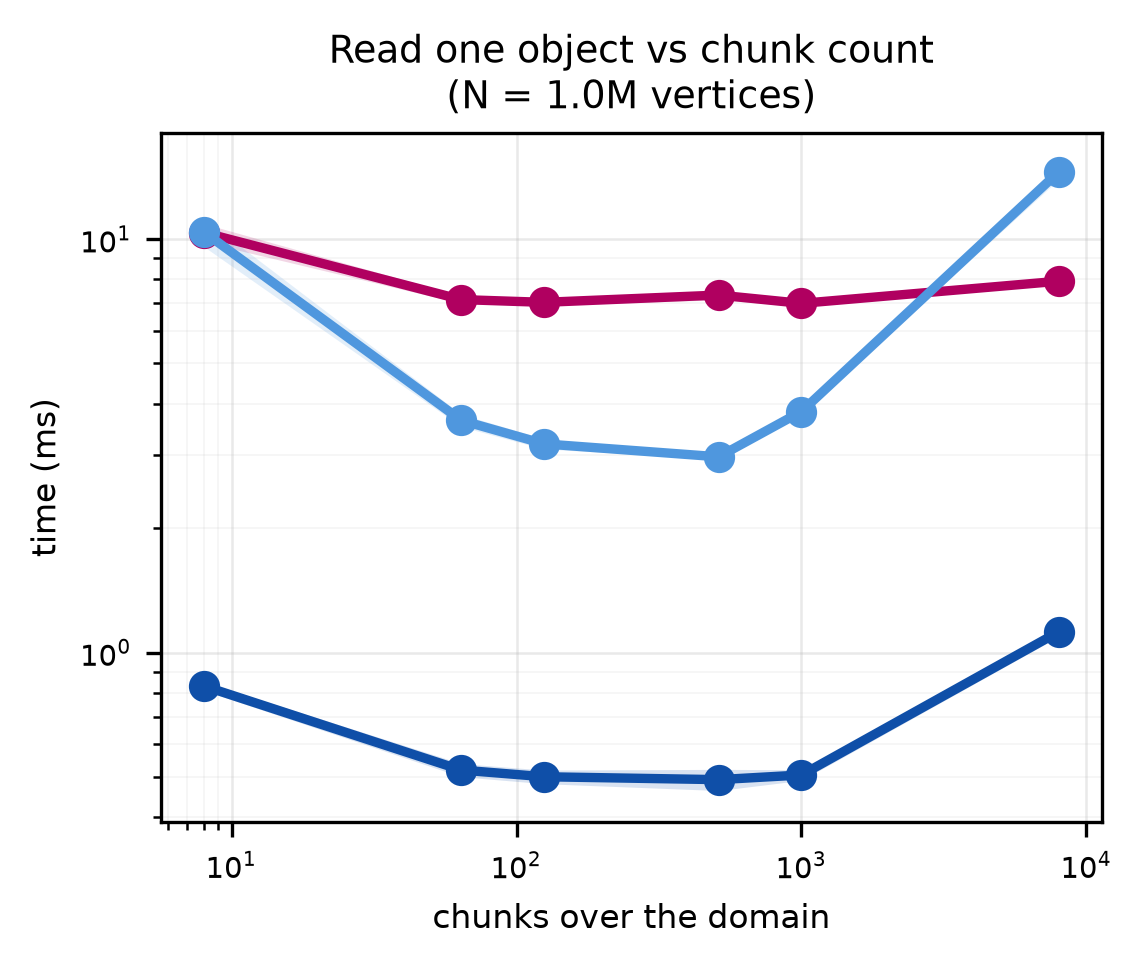 Read one object vs chunk count
(N = 1.0M vertices)
time (ms)
10¹
10⁰
10¹
10²
10³
10⁴
chunks over the domain